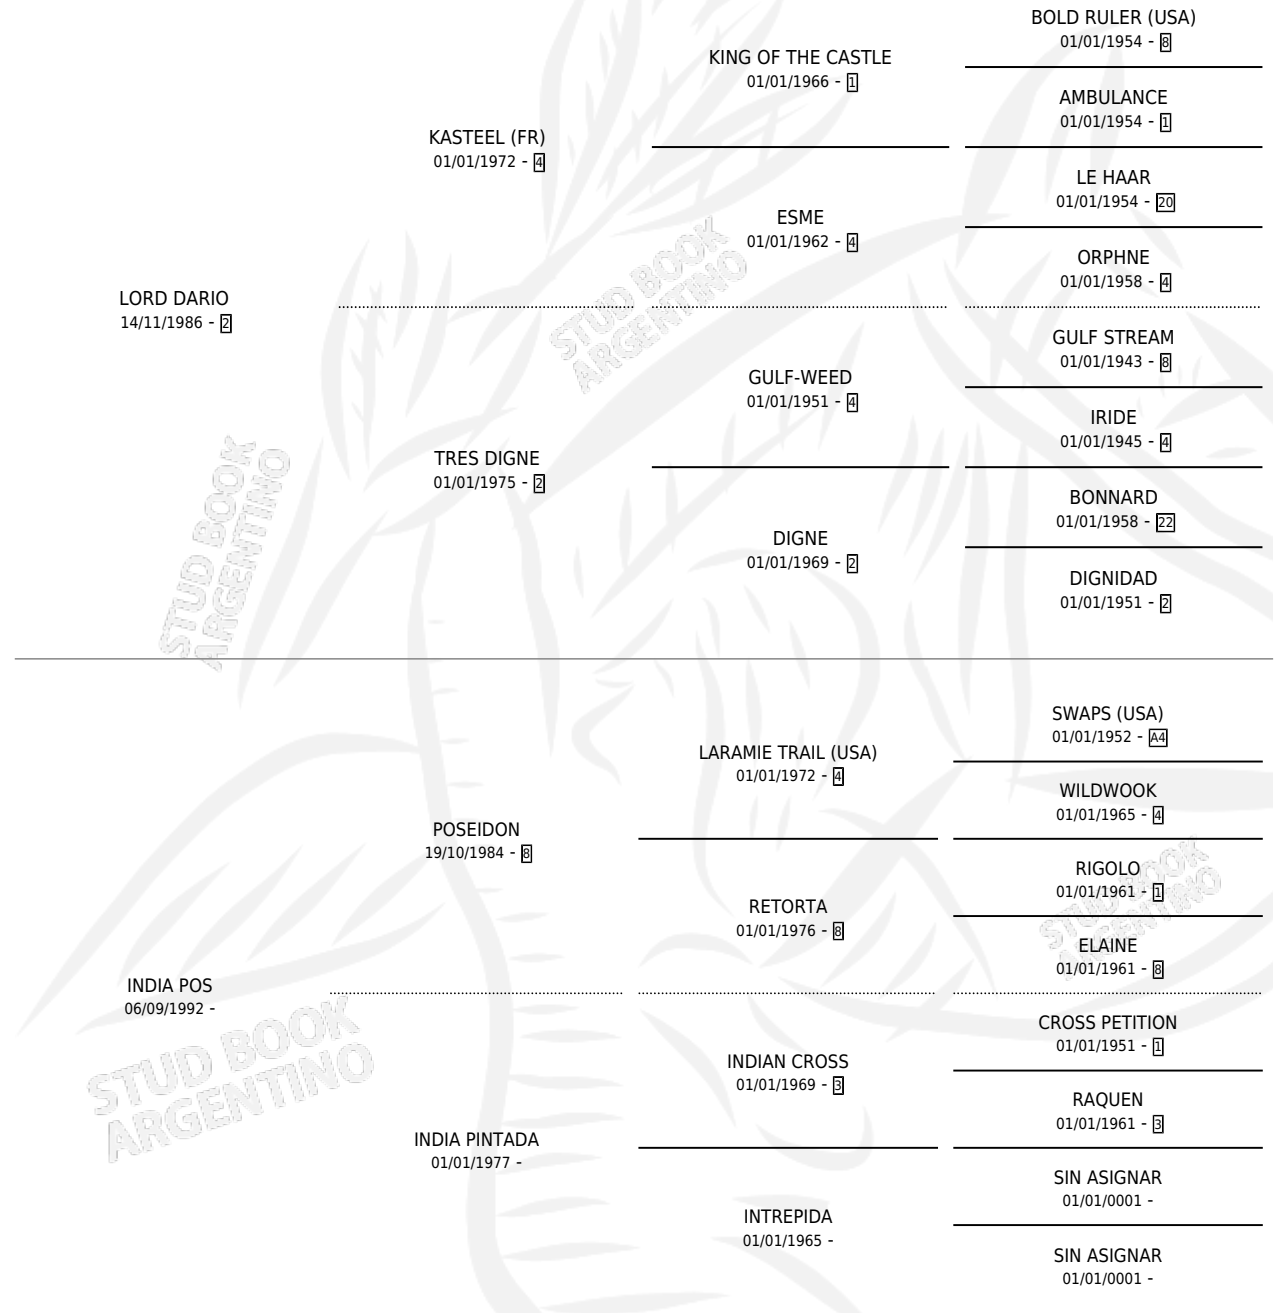 BOLD RULER (USA)
01/01/1954 - 8
KING OF THE CASTLE
01/01/1966 - 1
AMBULANCE
01/01/1954 - 1
KASTEEL (FR)
01/01/1972 - 4
LE HAAR
01/01/1954 - 20
ESME
01/01/1962 - 4
ORPHNE
01/01/1958 - 4
LORD DARIO
14/11/1986 - 2
GULF STREAM
01/01/1943 - 8
GULF-WEED
01/01/1951 - 4
IRIDE
01/01/1945 - 4
TRES DIGNE
01/01/1975 - 2
BONNARD
01/01/1958 - 22
DIGNE
01/01/1969 - 2
DIGNIDAD
01/01/1951 - 2
STUD BOOK
ARGENTINO
STUD BOOK
ARGENTINO
SWAPS (USA)
01/01/1952 - A4
LARAMIE TRAIL (USA)
01/01/1972 - 4
WILDWOOK
01/01/1965 - 4
POSEIDON
19/10/1984 - 8
RIGOLO
01/01/1961 - 1
RETORTA
01/01/1976 - 8
ELAINE
01/01/1961 - 8
INDIA POS
06/09/1992 -
CROSS PETITION
01/01/1951 - 1
INDIAN CROSS
01/01/1969 - 3
RAQUEN
01/01/1961 - 3
INDIA PINTADA
01/01/1977 -
SIN ASIGNAR
01/01/0001 -
INTREPIDA
01/01/1965 -
SIN ASIGNAR
01/01/0001 -
STUD BOOK
ARGENTINO
STUD BOOK
ARGENTINO